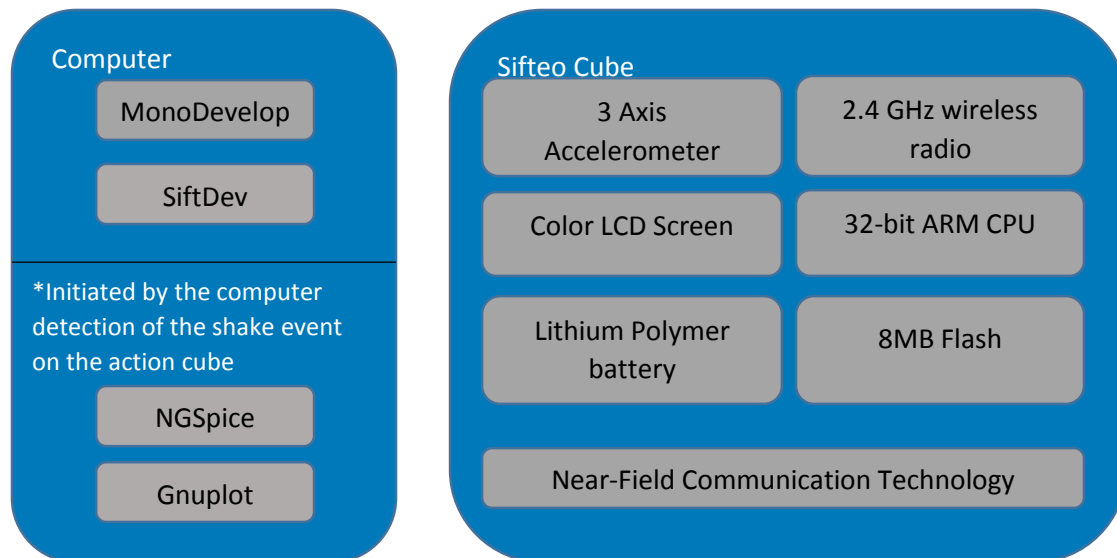 Computer
MonoDevelop
SiftDev
*Initiated by the computer
detection of the shake event
on the action cube
NGSpice
Gnuplot
Sifteo Cube
3 Axis
Accelerometer
2.4 GHz wireless
radio
Color LCD Screen
32-bit ARM CPU
Lithium Polymer
battery
8MB Flash
Near-Field Communication Technology